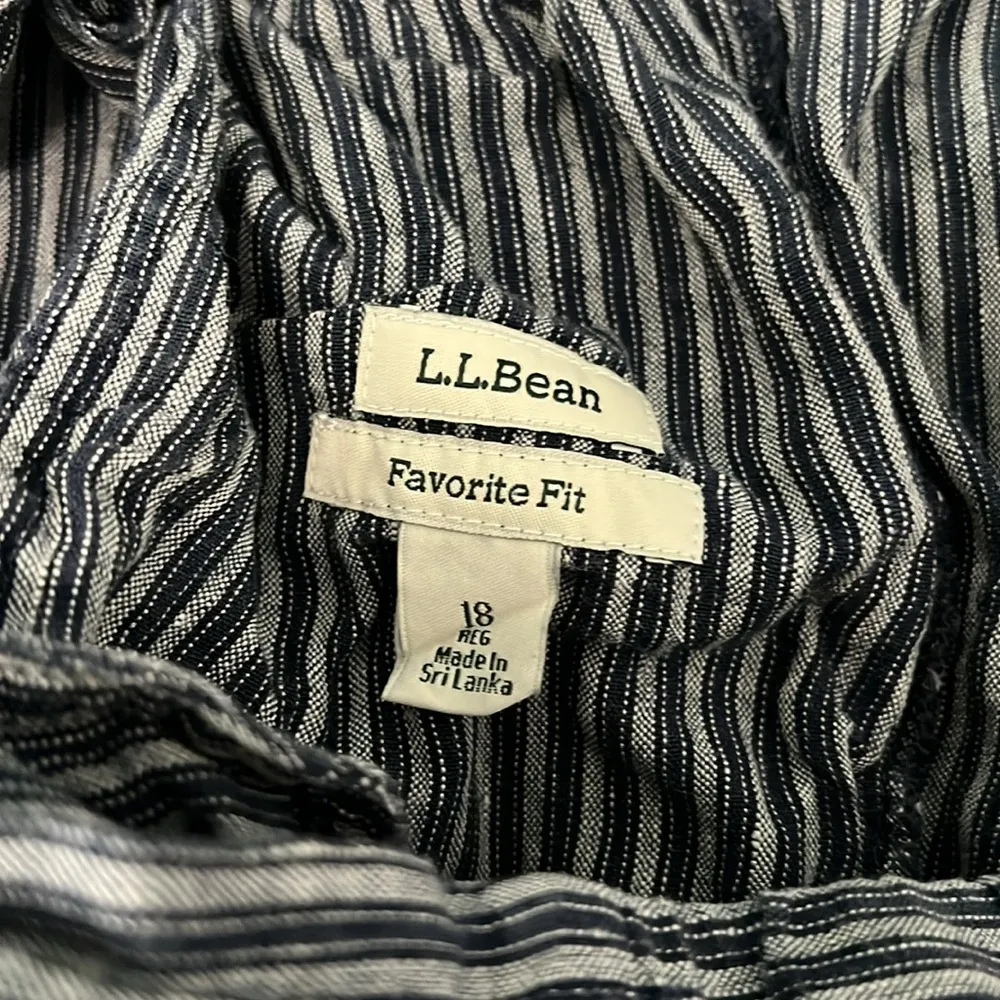 L.L.Bean
Favorite Fit
18
REG
Made In
Sri Lanka